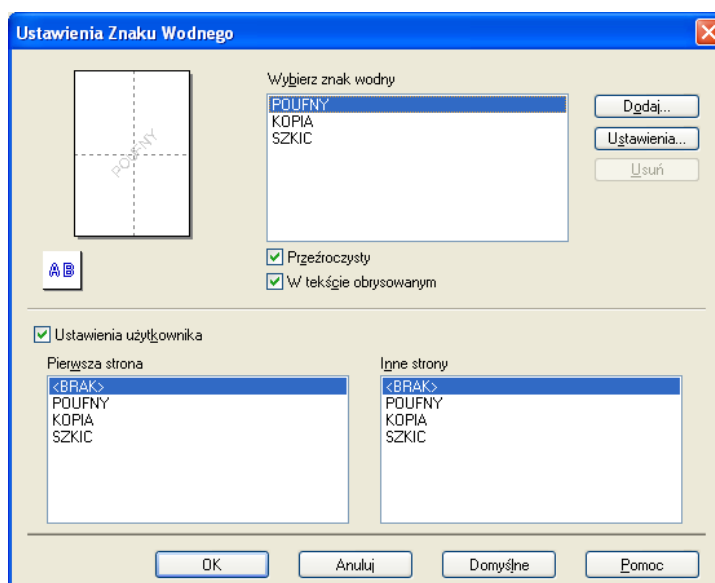 Ustawienia Znaku Wodnego
Wybierz znak wodny
POUFNY
KOPIA
SZKIC
Dodaj...
Ustawienia...
Usuń
POUFNY
AB
Przeźroczysty
W tekście obrysowanym
Ustawienia użytkownika
Pierwsza strona
<BRAK>
POUFNY
KOPIA
SZKIC
Inne strony
<BRAK>
POUFNY
KOPIA
SZKIC
OK
Anuluj
Domyślne
Pomoc